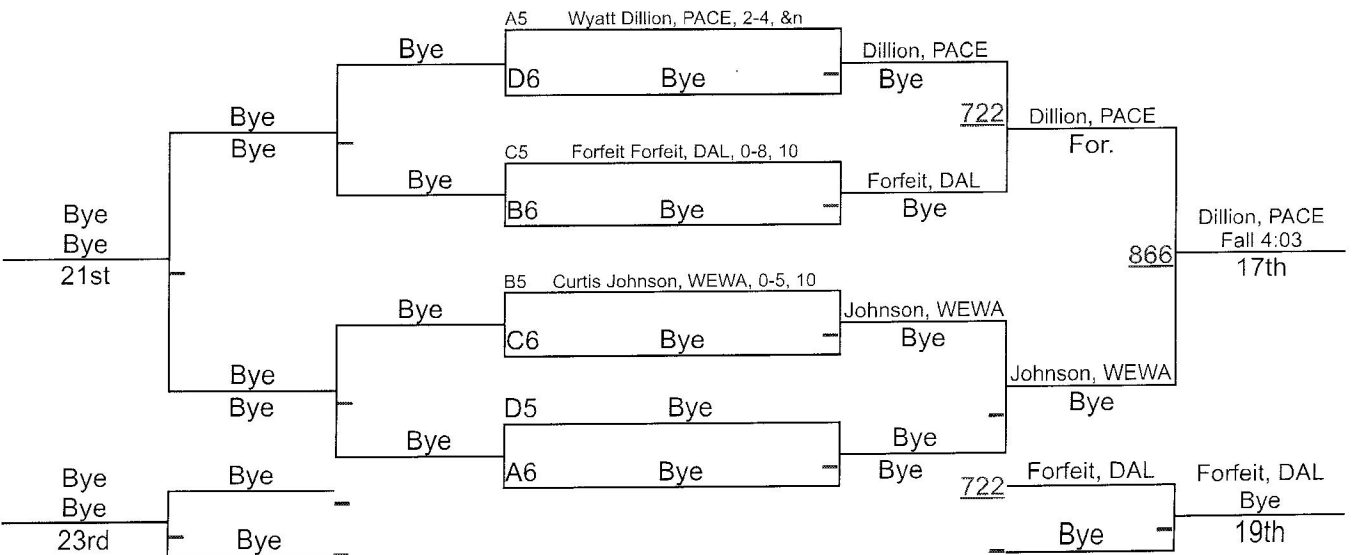 A5 Wyatt Dillion, PACE, 2-4, &n
Bye
Dillion, PACE
D6 Bye
Bye
Bye
722
Dillion, PACE
Bye
For.
C5 Forfeit Forfeit, DAL, 0-8, 10
Bye
Forfeit, DAL
B6 Bye
Bye
Bye
Bye
21st
Dillion, PACE
Fall 4:03
866
17th
B5 Curtis Johnson, WEWA, 0-5, 10
Bye
Johnson, WEWA
C6 Bye
Bye
Bye
Johnson, WEWA
Bye
Bye
D5 Bye
Bye
Bye
A6 Bye
Bye
Bye
Bye
Bye
23rd
Bye
722
Forfeit, DAL
Forfeit, DAL
Bye
19th
Bye